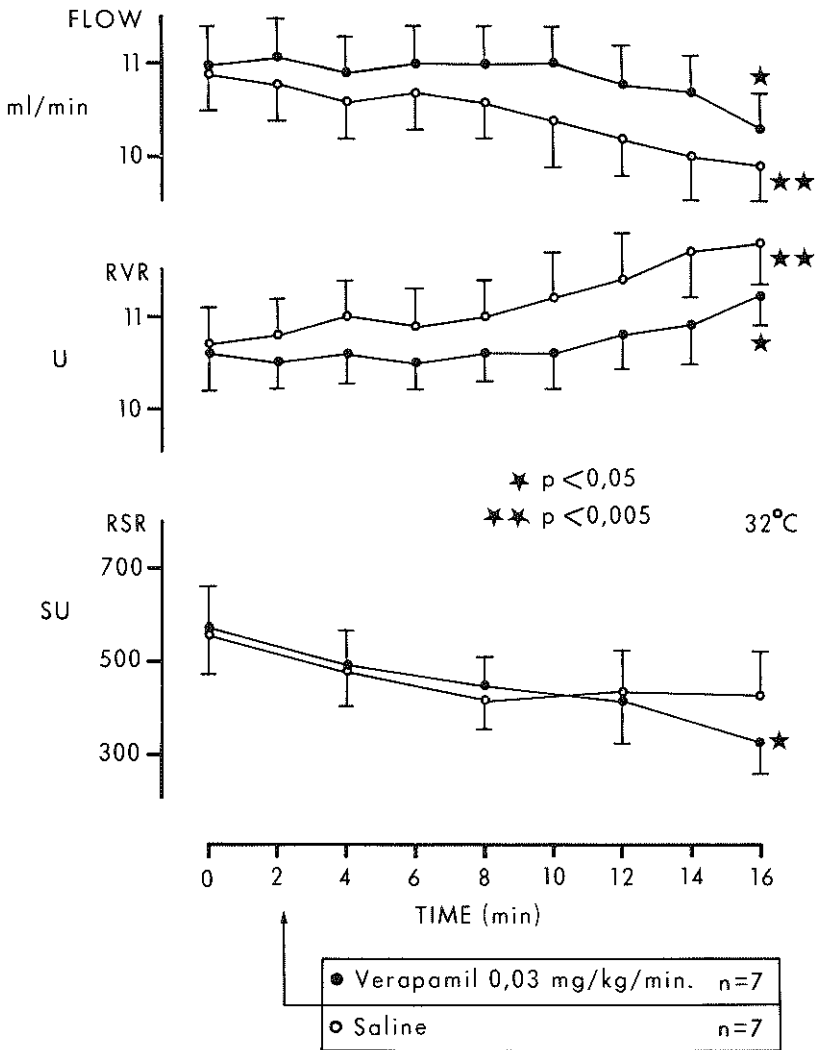 FLOW
11
ml/min
10
RVR
11
U
10
★ p <0,05
★★ p <0,005
32°C
RSR
700
SU
500
300
0 2 4 6 8 10 12 14 16
TIME (min)
● Verapamil 0,03 mg/kg/min. n=7
○ Saline n=7